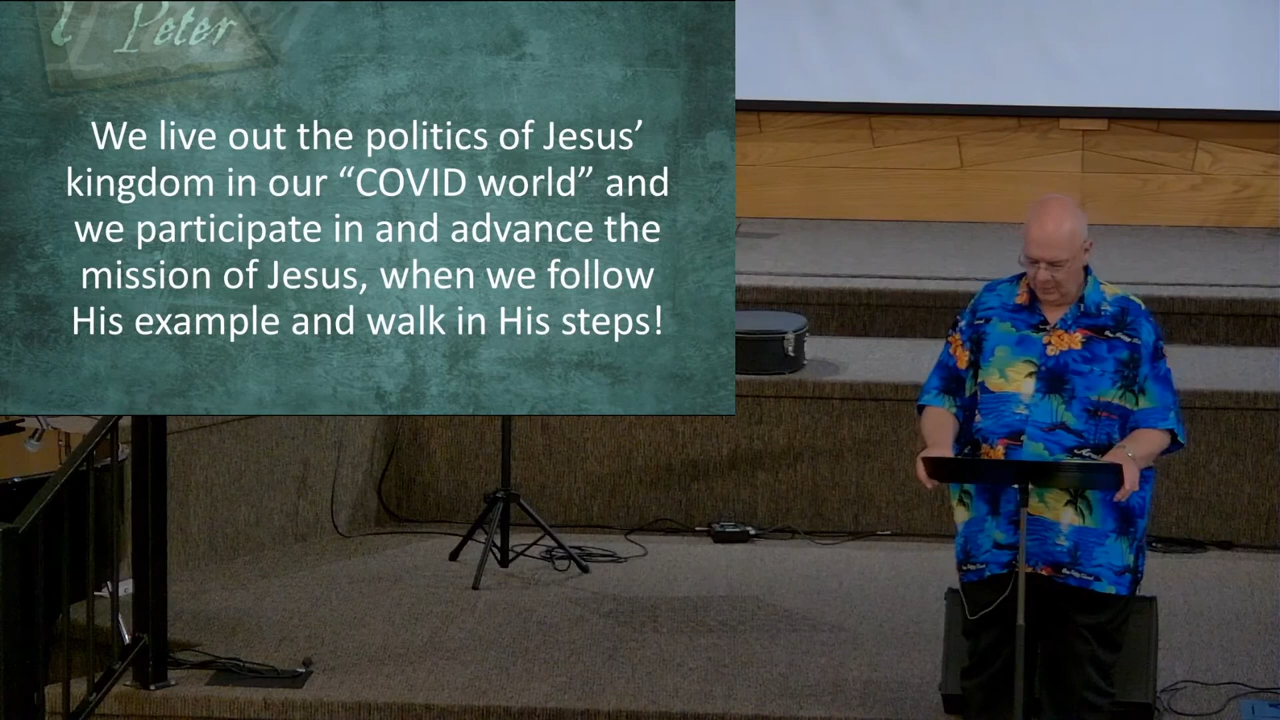 Peter
We live out the politics of Jesus’
kingdom in our “COVID world” and
we participate in and advance the
mission of Jesus, when we follow
His example and walk in His steps!